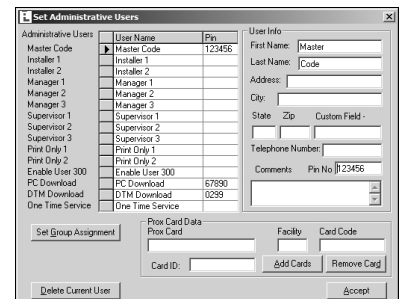 Set Administrative Users
Administrative Users
User Name Pin
Master Code Master Code 123456
Installer 1 Installer 1
Installer 2 Installer 2
Manager 1 Manager 1
Manager 2 Manager 2
Manager 3 Manager 3
Supervisor 1 Supervisor 1
Supervisor 2 Supervisor 2
Supervisor 3 Supervisor 3
Print Only 1 Print Only 1
Print Only 2 Print Only 2
Enable User 300 Enable User 300
PC Download PC Download 67890
DTM Download DTM Download 0299
One Time Service One Time Service
User Info
First Name: Master
Last Name: Code
Address:
City:
State Zip Custom Field -
Telephone Number:
Comments Pin No 123456
Set Group Assignment
Prox Card Data
Prox Card Facility Card Code
Card ID: Add Cards Remove Card
Delete Current User Accept